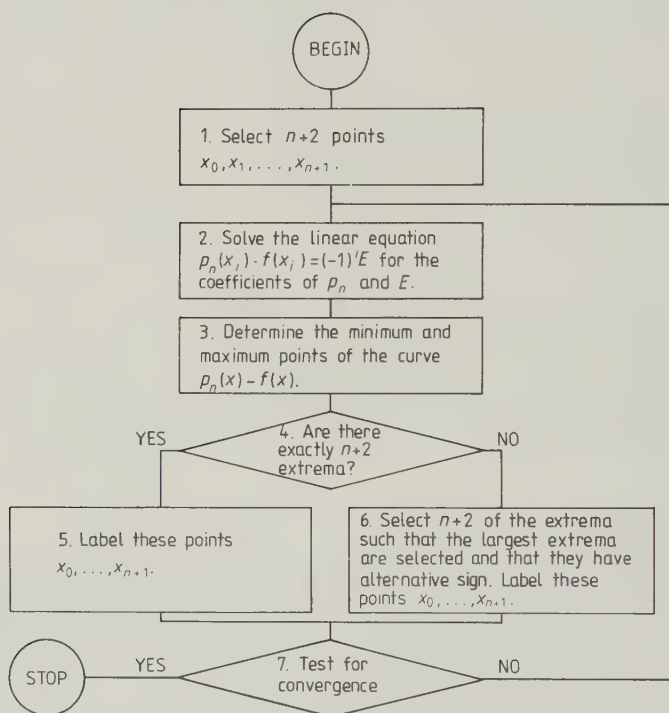 BEGIN
1. Select n+2 points
x₀, x₁, . . . , xₙ₊₁.
2. Solve the linear equation
pₙ(xᵢ) · f(xᵢ) = (-1)ⁱE for the
coefficients of pₙ and E.
3. Determine the minimum and
maximum points of the curve
pₙ(x) – f(x).
YES
4. Are there
exactly n+2
extrema?
NO
5. Label these points
x₀, . . . , xₙ₊₁.
6. Select n+2 of the extrema
such that the largest extrema
are selected and that they have
alternative sign. Label these
points x₀, . . . , xₙ₊₁.
STOP
YES
7. Test for
convergence
NO